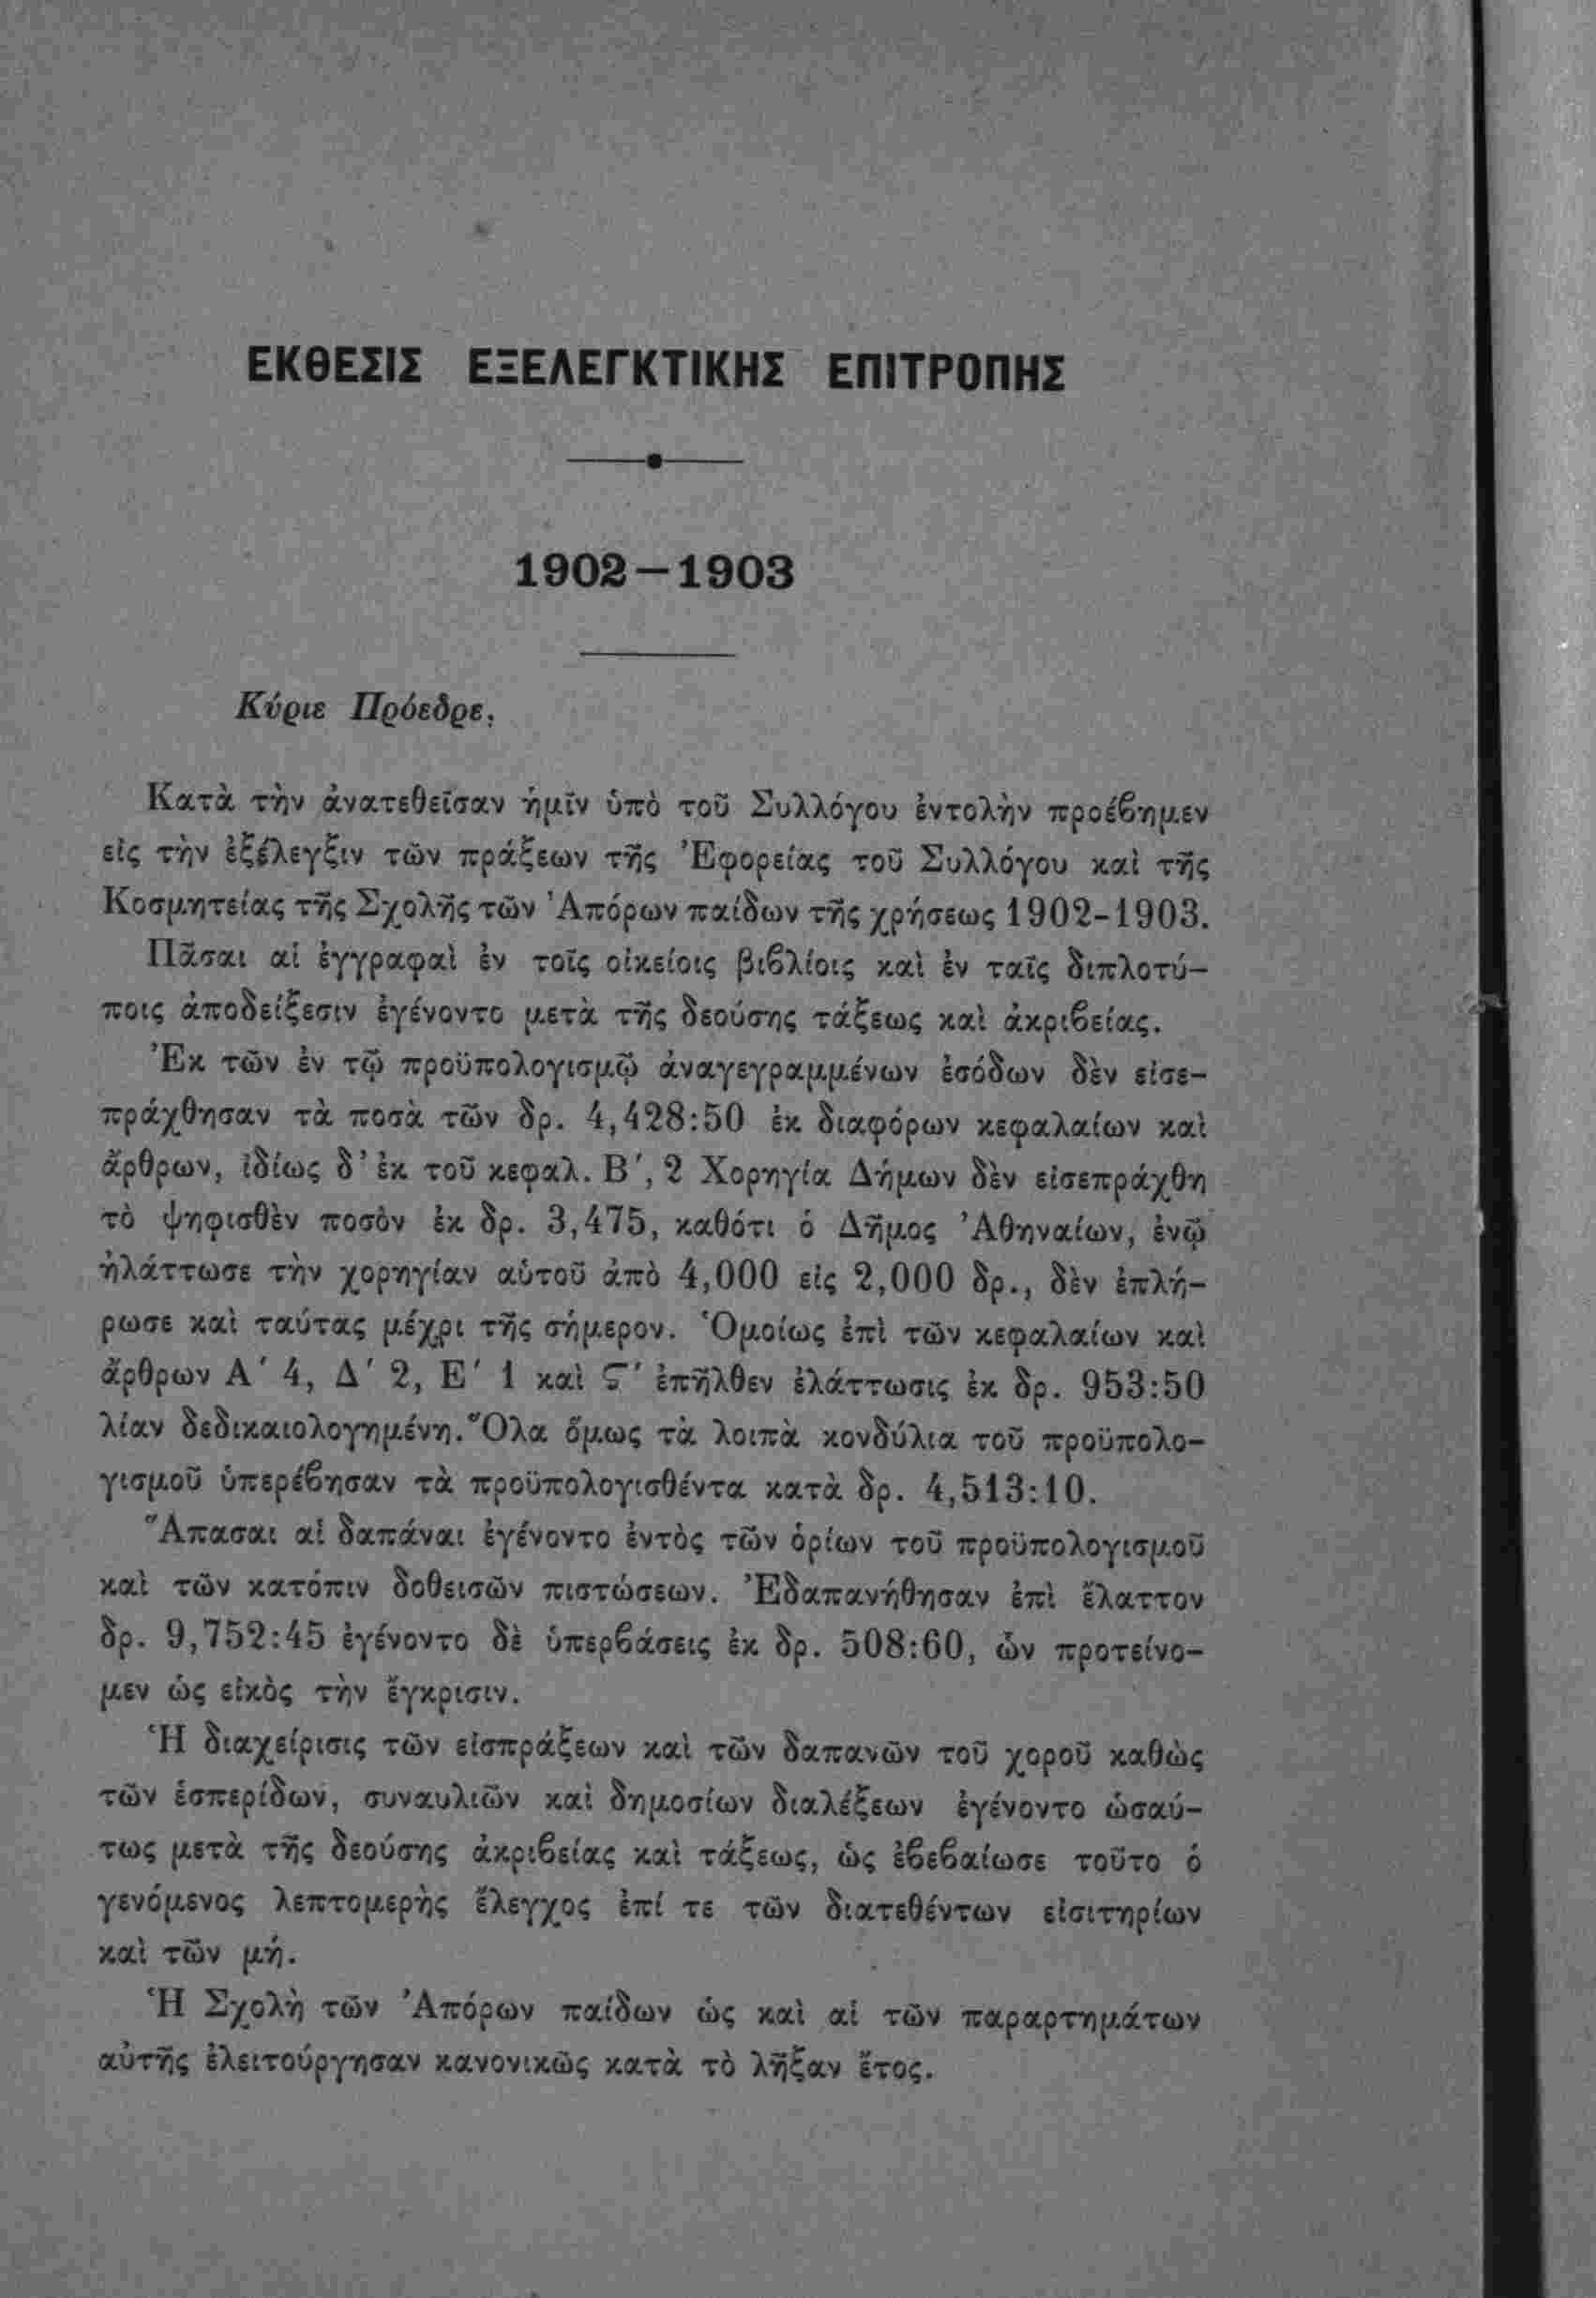 ΕΚΘΕΣΙΣ ΕΞΕΛΕΓΚΤΙΚΗΣ ΕΠΙΤΡΟΠΗΣ
1902—1903
Κύριε Πρόεδρε,
Κατὰ τὴν ἀνατεθεῖσαν ἡμῖν ὑπὸ τοῦ Συλλόγου ἐντολὴν προέβημεν
εἰς τὴν ἐξέλεγξιν τῶν πράξεων τῆς Ἐφορείας τοῦ Συλλόγου καὶ τῆς
Κοσμητείας τῆς Σχολῆς τῶν Ἀπόρων παίδων τῆς χρήσεως 1902-1903.
Πᾶσαι αἱ ἐγγραφαὶ ἐν τοῖς οἰκείοις βιβλίοις καὶ ἐν ταῖς διπλοτύ-
ποις ἀποδείξεσιν ἐγένοντο μετὰ τῆς δεούσης τάξεως καὶ ἀκριβείας.
Ἐκ τῶν ἐν τῷ προϋπολογισμῷ ἀναγεγραμμένων ἐσόδων δὲν εἰσε-
πράχθησαν τὰ ποσὰ τῶν δρ. 4,428:50 ἐκ διαφόρων κεφαλαίων καὶ
ἄρθρων, ἰδίως δ' ἐκ τοῦ κεφαλ. Β′, 2 Χορηγία Δήμων δὲν εἰσεπράχθη
τὸ ψηφισθὲν ποσὸν ἐκ δρ. 3,475, καθότι ὁ Δῆμος Ἀθηναίων, ἐνῷ
ἠλάττωσε τὴν χορηγίαν αὑτοῦ ἀπὸ 4,000 εἰς 2,000 δρ., δὲν ἐπλή-
ρωσε καὶ ταύτας μέχρι τῆς σήμερον. Ὁμοίως ἐπὶ τῶν κεφαλαίων καὶ
ἄρθρων Α′ 4, Δ′ 2, Ε′ 1 καὶ Ϛ′ ἐπῆλθεν ἐλάττωσις ἐκ δρ. 953:50
λίαν δεδικαιολογημένη. Ὅλα ὅμως τὰ λοιπὰ κονδύλια τοῦ προϋπολο-
γισμοῦ ὑπερέβησαν τὰ προϋπολογισθέντα κατὰ δρ. 4,513:10.
Ἅπασαι αἱ δαπάναι ἐγένοντο ἐντὸς τῶν ὁρίων τοῦ προϋπολογισμοῦ
καὶ τῶν κατόπιν δοθεισῶν πιστώσεων. Ἐδαπανήθησαν ἐπὶ ἔλαττον
δρ. 9,752:45 ἐγένοντο δὲ ὑπερβάσεις ἐκ δρ. 508:60, ὧν προτείνο-
μεν ὡς εἰκὸς τὴν ἔγκρισιν.
Ἡ διαχείρισις τῶν εἰσπράξεων καὶ τῶν δαπανῶν τοῦ χοροῦ καθὼς
τῶν ἑσπερίδων, συναυλιῶν καὶ δημοσίων διαλέξεων ἐγένοντο ὡσαύ-
τως μετὰ τῆς δεούσης ἀκριβείας καὶ τάξεως, ὡς ἐβεβαίωσε τοῦτο ὁ
γενόμενος λεπτομερὴς ἔλεγχος ἐπί τε τῶν διατεθέντων εἰσιτηρίων
καὶ τῶν μή.
Ἡ Σχολὴ τῶν Ἀπόρων παίδων ὡς καὶ αἱ τῶν παραρτημάτων
αὐτῆς ἐλειτούργησαν κανονικῶς κατὰ τὸ λῆξαν ἔτος.